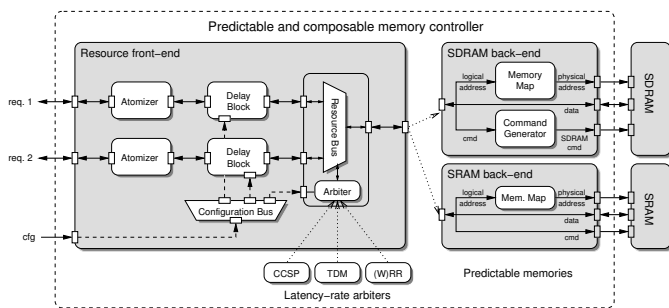 Predictable and composable memory controller
Resource front-end
SDRAM back-end
SDRAM
req. 1
Atomizer
Delay
Block
Resource Bus
logical
address
Memory
Map
physical
address
data
req. 2
Atomizer
Delay
Block
cmd
Command
Generator
SDRAM
cmd
Arbiter
SRAM back-end
SRAM
logical
address
Mem. Map
physical
address
data
cmd
Configuration Bus
cfg
CCSP
TDM
(W)RR
Latency-rate arbiters
Predictable memories